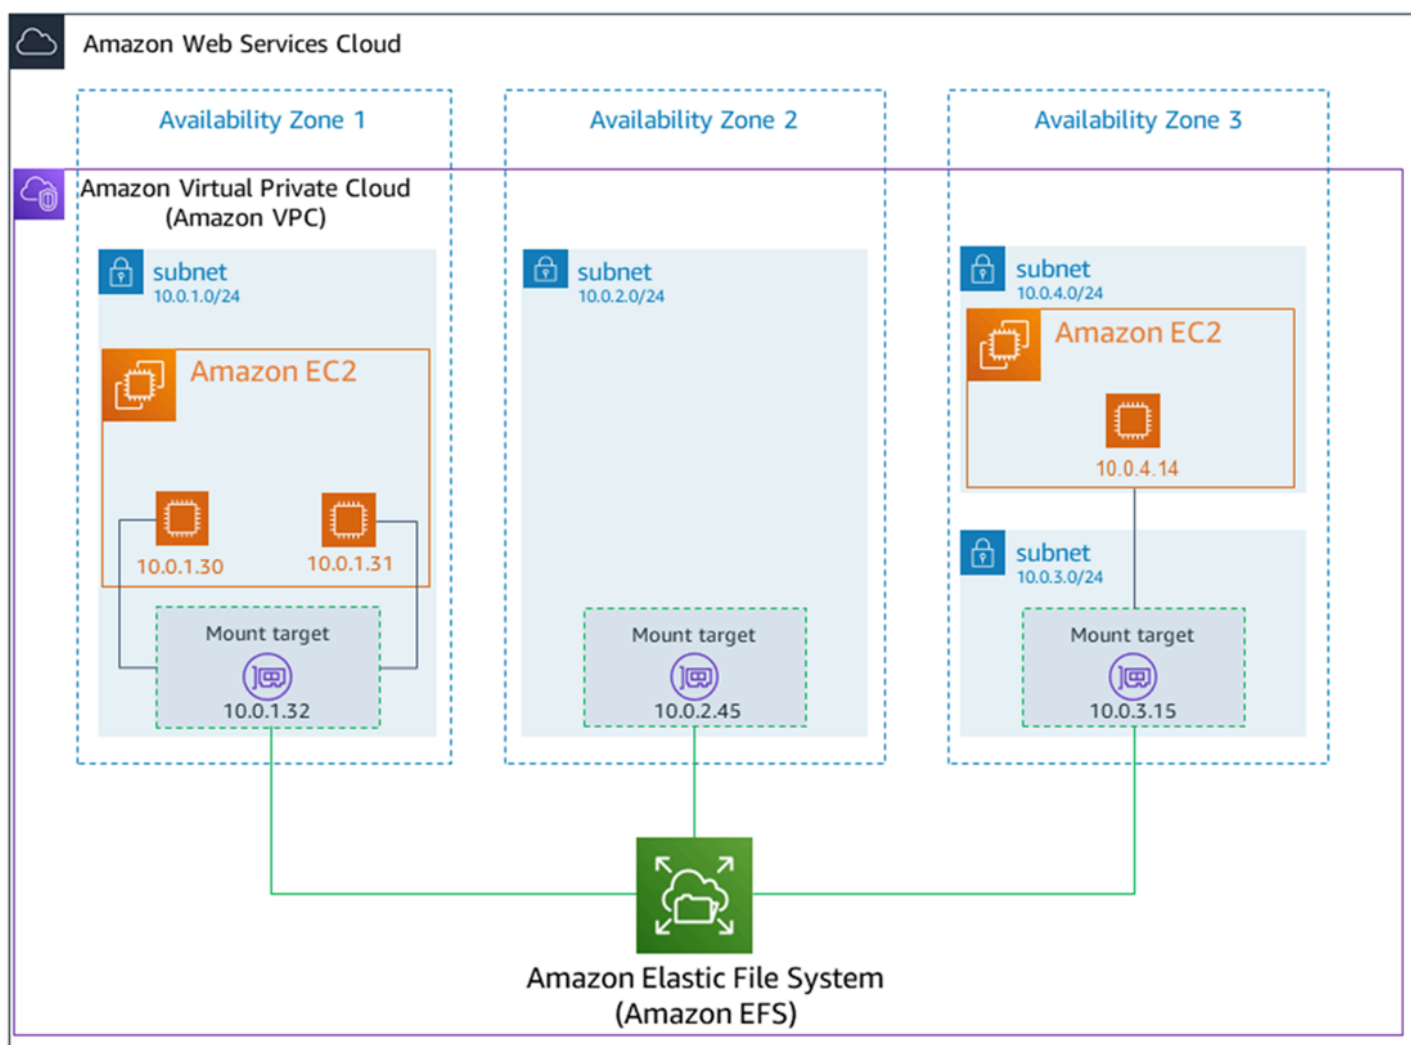 Amazon Web Services Cloud
Availability Zone 1
Availability Zone 2
Availability Zone 3
Amazon Virtual Private Cloud
(Amazon VPC)
subnet
10.0.1.0/24
Amazon EC2
10.0.1.30
10.0.1.31
Mount target
10.0.1.32
subnet
10.0.2.0/24
Mount target
10.0.2.45
subnet
10.0.4.0/24
Amazon EC2
10.0.4.14
subnet
10.0.3.0/24
Mount target
10.0.3.15
Amazon Elastic File System
(Amazon EFS)